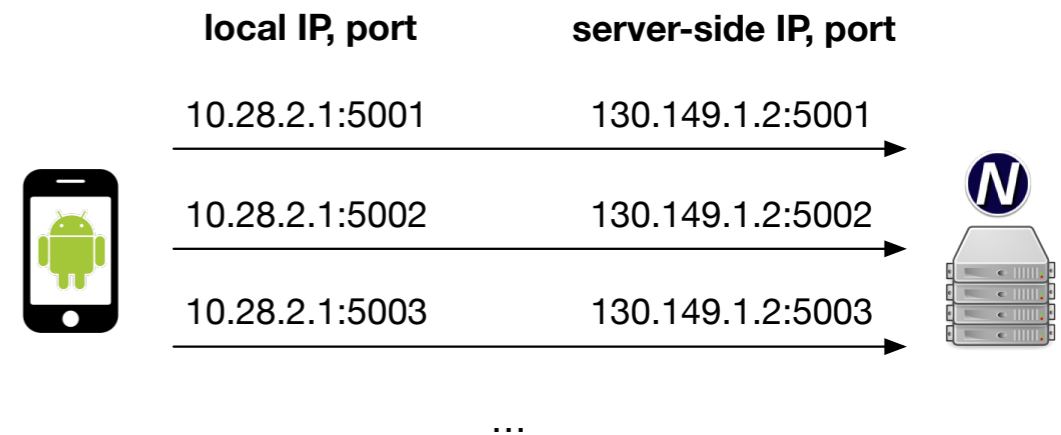 local IP, port server-side IP, port
10.28.2.1:5001 130.149.1.2:5001
N
10.28.2.1:5002 130.149.1.2:5002
10.28.2.1:5003 130.149.1.2:5003
...